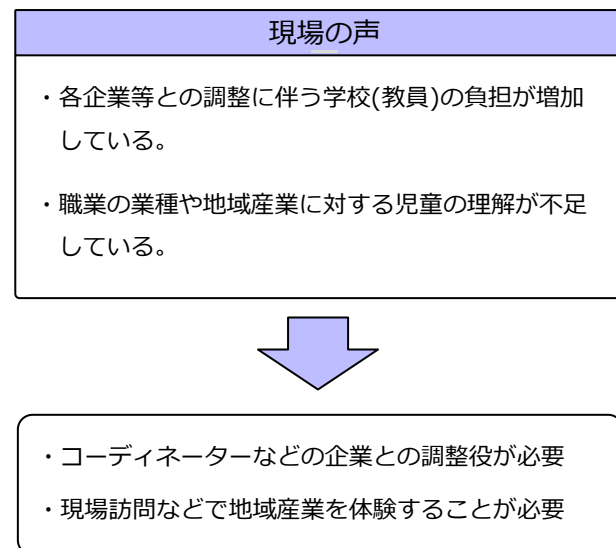 現場の声
・各企業等との調整に伴う学校(教員)の負担が増加
している。
・職業の業種や地域産業に対する児童の理解が不足
している。
・コーディネーターなどの企業との調整役が必要
・現場訪問などで地域産業を体験することが必要